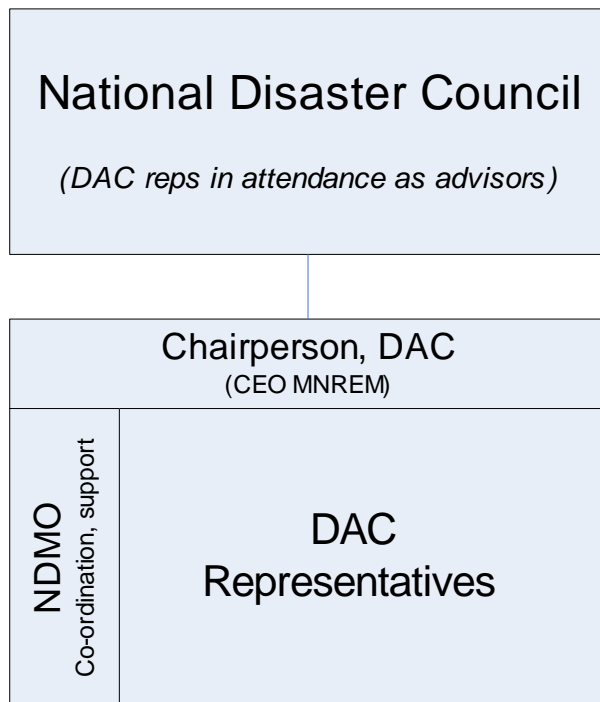 National Disaster Council
(DAC reps in attendance as advisors)
Chairperson, DAC
(CEO MNREM)
NDMO
Co-ordination, support
DAC
Representatives